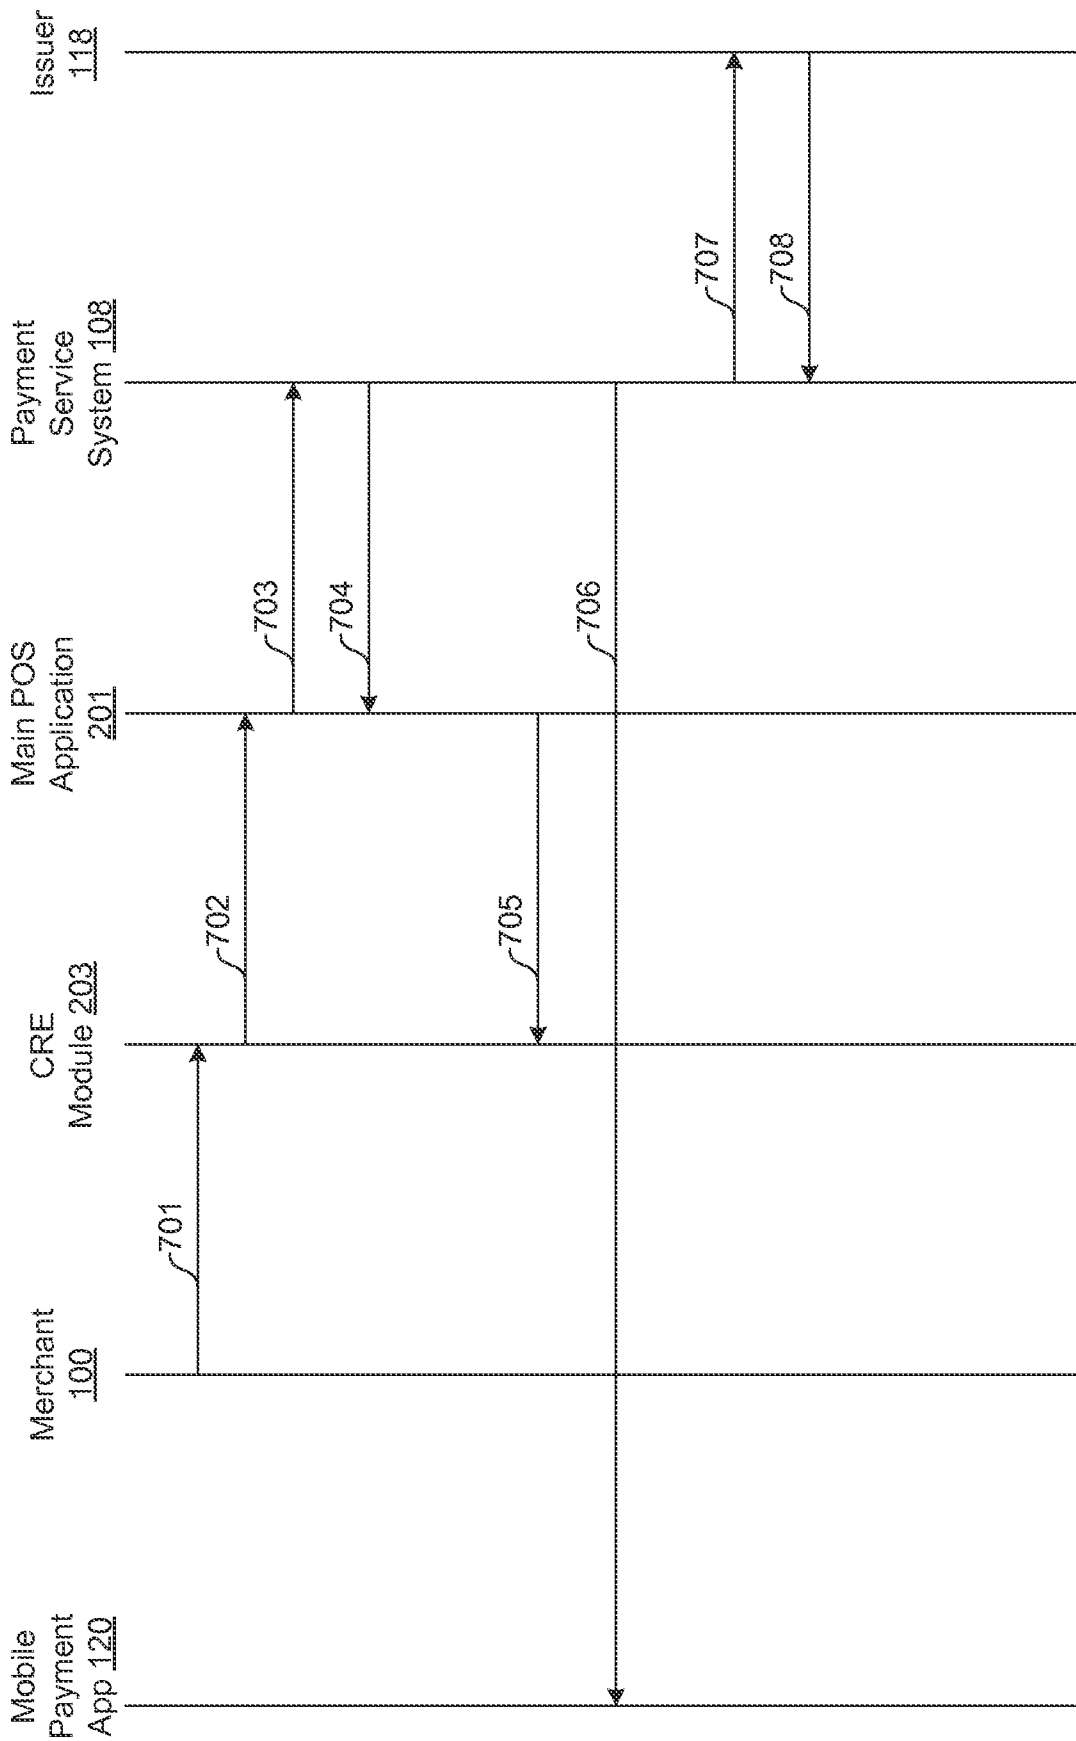 Mobile
Payment
App 120
Merchant
100
CRE
Module 203
Main POS
Application
201
Payment
Service
System 108
Issuer
118
701
702
703
704
705
706
707
708